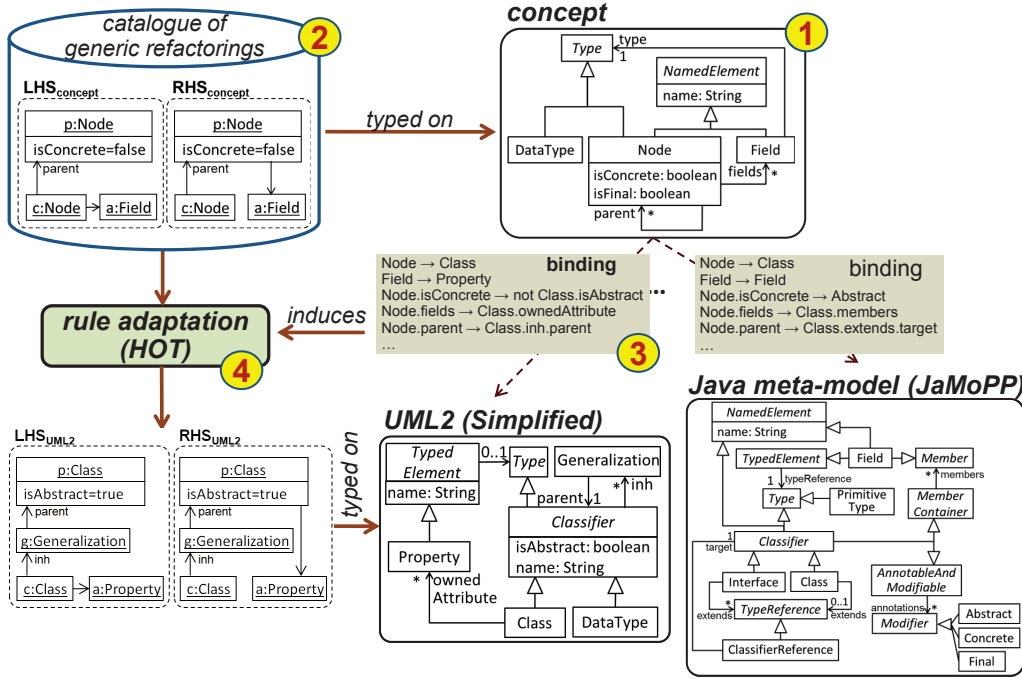 catalogue of
generic refactorings
2
LHSconcept
RHSconcept
p:Node
isConcrete=false
parent
c:Node
a:Field
p:Node
isConcrete=false
parent
c:Node
a:Field
typed on
concept
1
Type
type
1
NamedElement
name: String
DataType
Node
isConcrete: boolean
isFinal: boolean
Field
fields
*
parent
*
Node → Class
Field → Property
Node.isConcrete → not Class.isAbstract
Node.fields → Class.ownedAttribute
Node.parent → Class.inh.parent
…
binding
...
Node → Class
Field → Field
Node.isConcrete → Abstract
Node.fields → Class.members
Node.parent → Class.extends.target
…
binding
induces
3
rule adaptation
(HOT)
4
LHSUML2
RHSUML2
p:Class
isAbstract=true
parent
g:Generalization
inh
c:Class
a:Property
p:Class
isAbstract=true
parent
g:Generalization
inh
c:Class
a:Property
typed on
UML2 (Simplified)
Typed
Element
name: String
0..1
Type
Generalization
parent
1
*
inh
Classifier
isAbstract: boolean
name: String
Property
*
owned
Attribute
Class
DataType
Java meta-model (JaMoPP)
NamedElement
name: String
TypedElement
Field
Member
1
typeReference
*
members
Type
Primitive
Type
Member
Container
1
target
Classifier
Interface
Class
AnnotableAnd
Modifiable
*
extends
TypeReference
0..1
extends
annotations
*
Modifier
Abstract
Concrete
Final
ClassifierReference